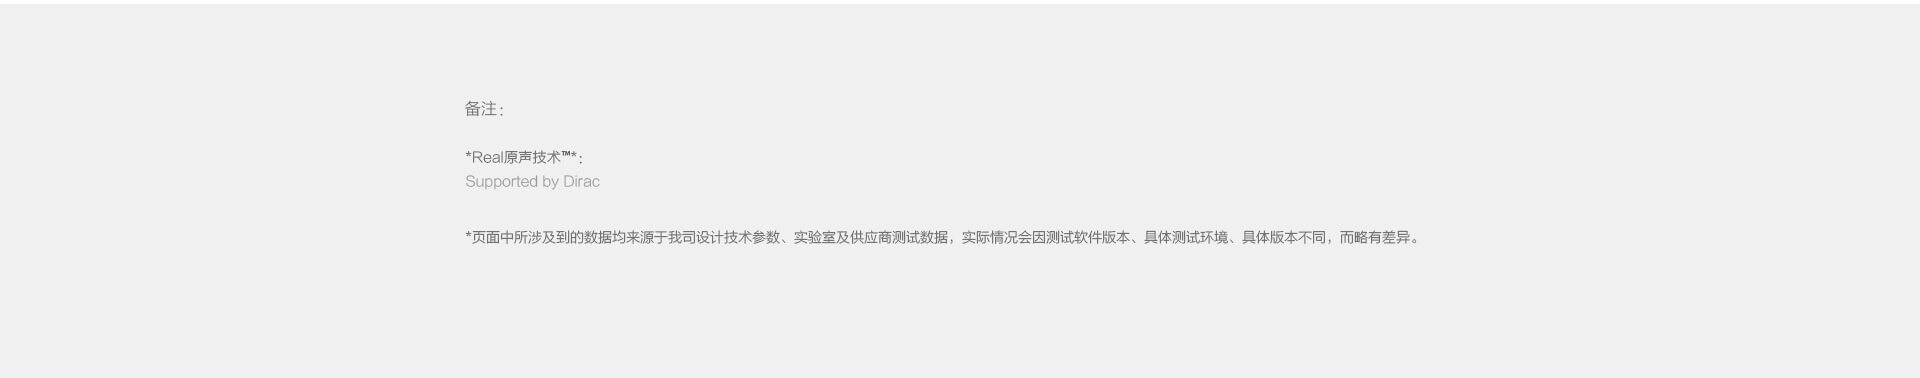 备注：
*Real原声技术™*：
Supported by Dirac
*页面中所涉及到的数据均来源于我司设计技术参数、实验室及供应商测试数据，实际情况会因测试软件版本、具体测试环境、具体版本不同，而略有差异。